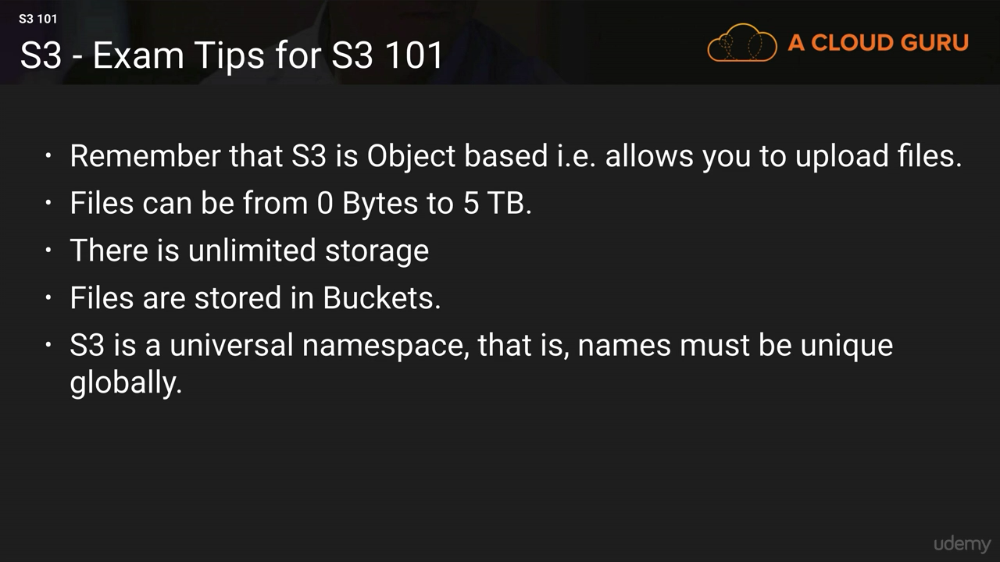 S3 101
S3 - Exam Tips for S3 101
A CLOUD GURU
• Remember that S3 is Object based i.e. allows you to upload files.
• Files can be from 0 Bytes to 5 TB.
• There is unlimited storage
• Files are stored in Buckets.
• S3 is a universal namespace, that is, names must be unique
globally.
udemy